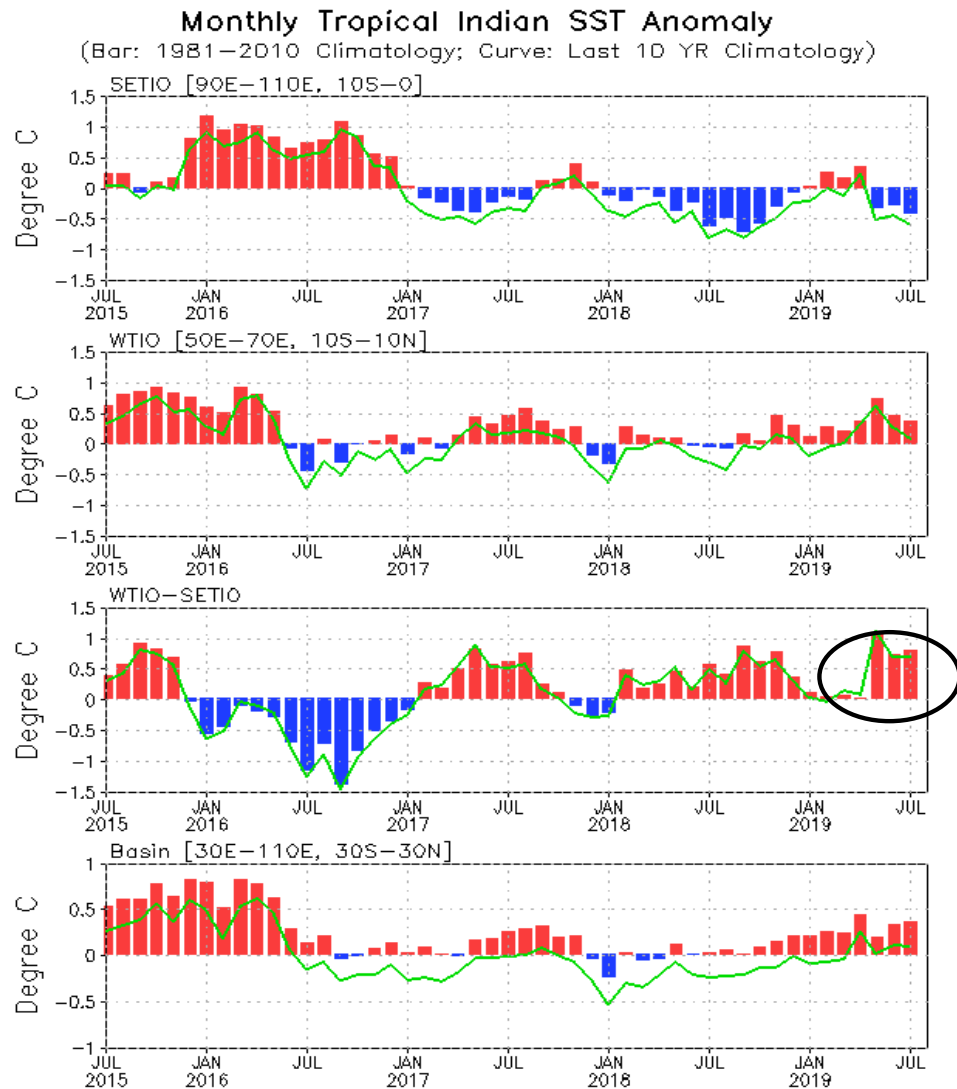 Monthly Tropical Indian SST Anomaly
(Bar: 1981-2010 Climatology; Curve: Last 10 YR Climatology)
SETIO [90E-110E, 10S-0]
Degree C
1.5
1
0.5
0
-0.5
-1
-1.5
JUL JAN JUL JAN JUL JAN JUL JAN JUL
2015 2016 2017 2018 2019
WTIO [50E-70E, 10S-10N]
Degree C
1.5
1
0.5
0
-0.5
-1
-1.5
JUL JAN JUL JAN JUL JAN JUL JAN JUL
2015 2016 2017 2018 2019
WTIO-SETIO
Degree C
1.5
1
0.5
0
-0.5
-1
-1.5
JUL JAN JUL JAN JUL JAN JUL JAN JUL
2015 2016 2017 2018 2019
Basin [30E-110E, 30S-30N]
Degree C
1
0.5
0
-0.5
-1
JUL JAN JUL JAN JUL JAN JUL JAN JUL
2015 2016 2017 2018 2019